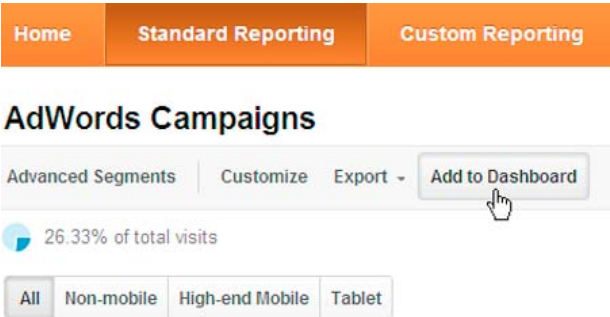 Home Standard Reporting Custom Reporting
AdWords Campaigns
Advanced Segments Customize Export Add to Dashboard
26.33% of total visits
All Non-mobile High-end Mobile Tablet